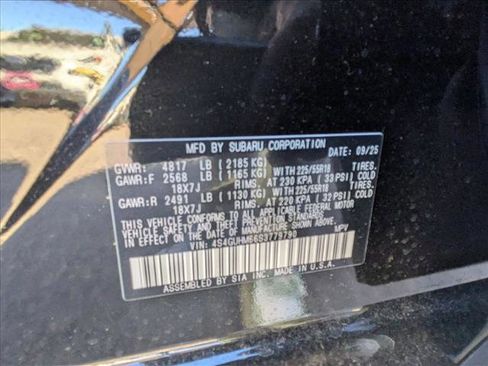 MFD BY SUBARU CORPORATION DATE: 09/25
GVWR: 4817 LB (2185 KG)
GAWR:F 2568 LB (1165 KG) WITH 225/55R18 TIRES.
18X7J RIMS. AT 230 KPA (33 PSI) COLD
GAWR:R 2491 LB (1130 KG) WITH 225/55R18 TIRES.
18X7J RIMS. AT 220 KPA (32 PSI) COLD
THIS VEHICLE CONFORMS TO ALL APPLICABLE FEDERAL MOTOR
VEHICLE SAFETY AND THEFT PREVENTION STANDARDS
IN EFFECT ON THE DATE OF MANUFACTURE SHOWN ABOVE.
VIN: 4S4GUHM66S3779790 MPV
ASSEMBLED BY SIA INC. MADE IN U.S.A.